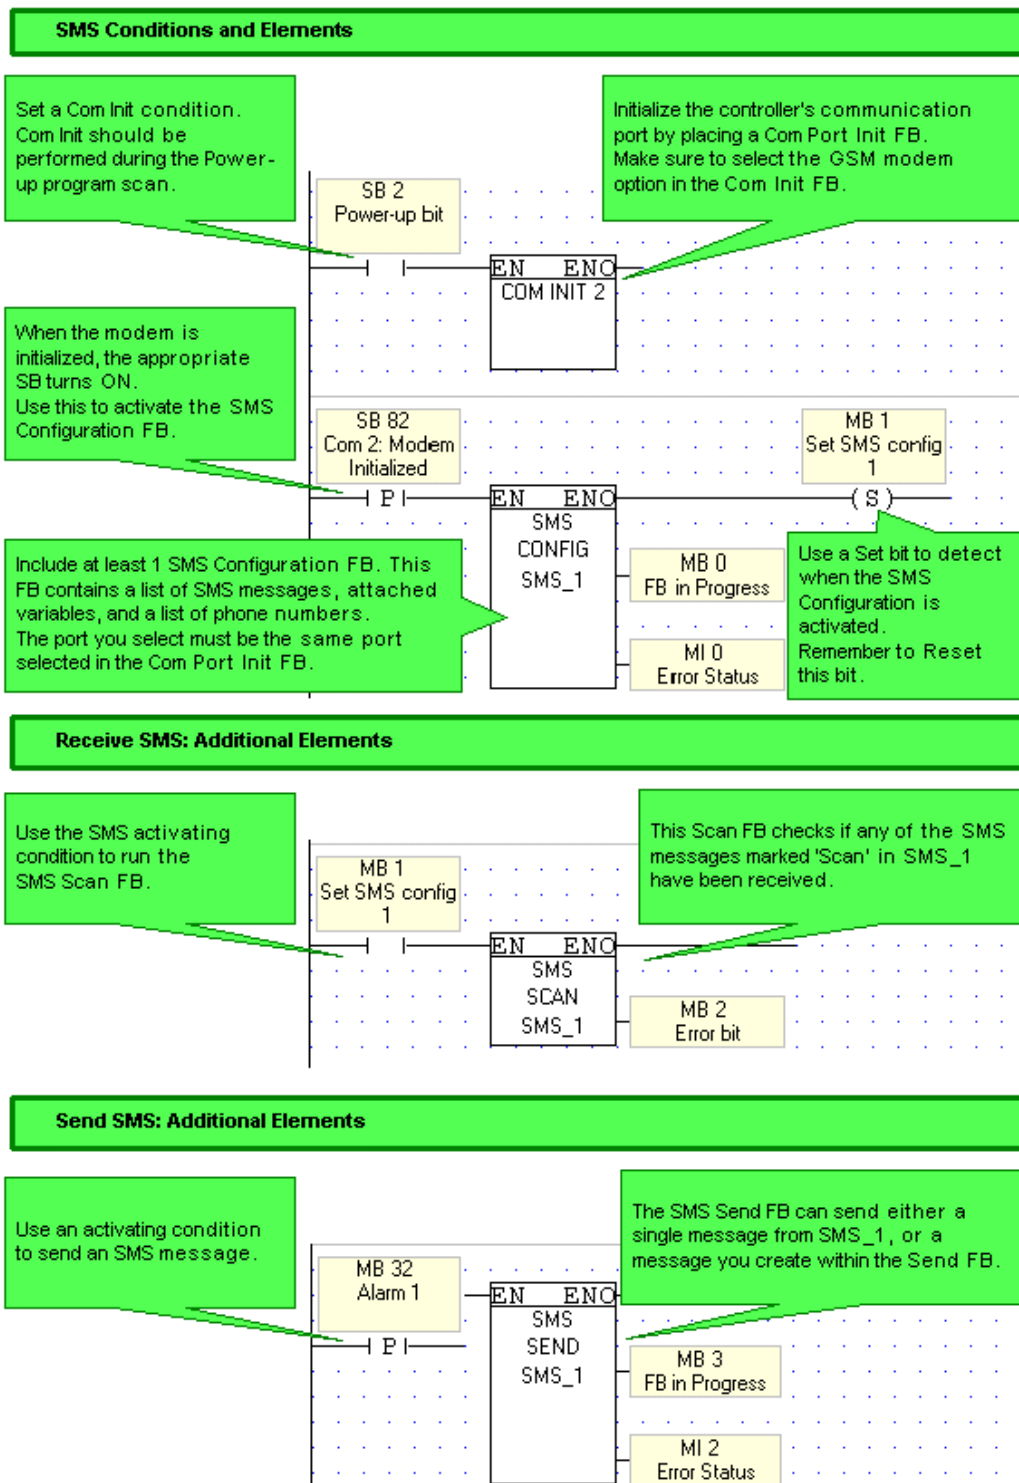 SMS Conditions and Elements
Set a Com Init condition.
Com Init should be
performed during the Power-
up program scan.
Initialize the controller's communication
port by placing a Com Port Init FB.
Make sure to select the GSM modem
option in the Com Init FB.
SB 2
Power-up bit
EN ENO
COM INIT 2
When the modem is
initialized, the appropriate
SB turns ON.
Use this to activate the SMS
Configuration FB.
SB 82
Com 2: Modem
Initialized
MB 1
Set SMS config
1
P
EN ENO
SMS
CONFIG
SMS_1
S
MB 0
FB in Progress
MI 0
Error Status
Include at least 1 SMS Configuration FB. This
FB contains a list of SMS messages, attached
variables, and a list of phone numbers.
The port you select must be the same port
selected in the Com Port Init FB.
Use a Set bit to detect
when the SMS
Configuration is
activated.
Remember to Reset
this bit.
Receive SMS: Additional Elements
Use the SMS activating
condition to run the
SMS Scan FB.
This Scan FB checks if any of the SMS
messages marked 'Scan' in SMS_1
have been received.
MB 1
Set SMS config
1
EN ENO
SMS
SCAN
SMS_1
MB 2
Error bit
Send SMS: Additional Elements
Use an activating condition
to send an SMS message.
The SMS Send FB can send either a
single message from SMS_1, or a
message you create within the Send FB.
MB 32
Alarm 1
P
EN ENO
SMS
SEND
SMS_1
MB 3
FB in Progress
MI 2
Error Status